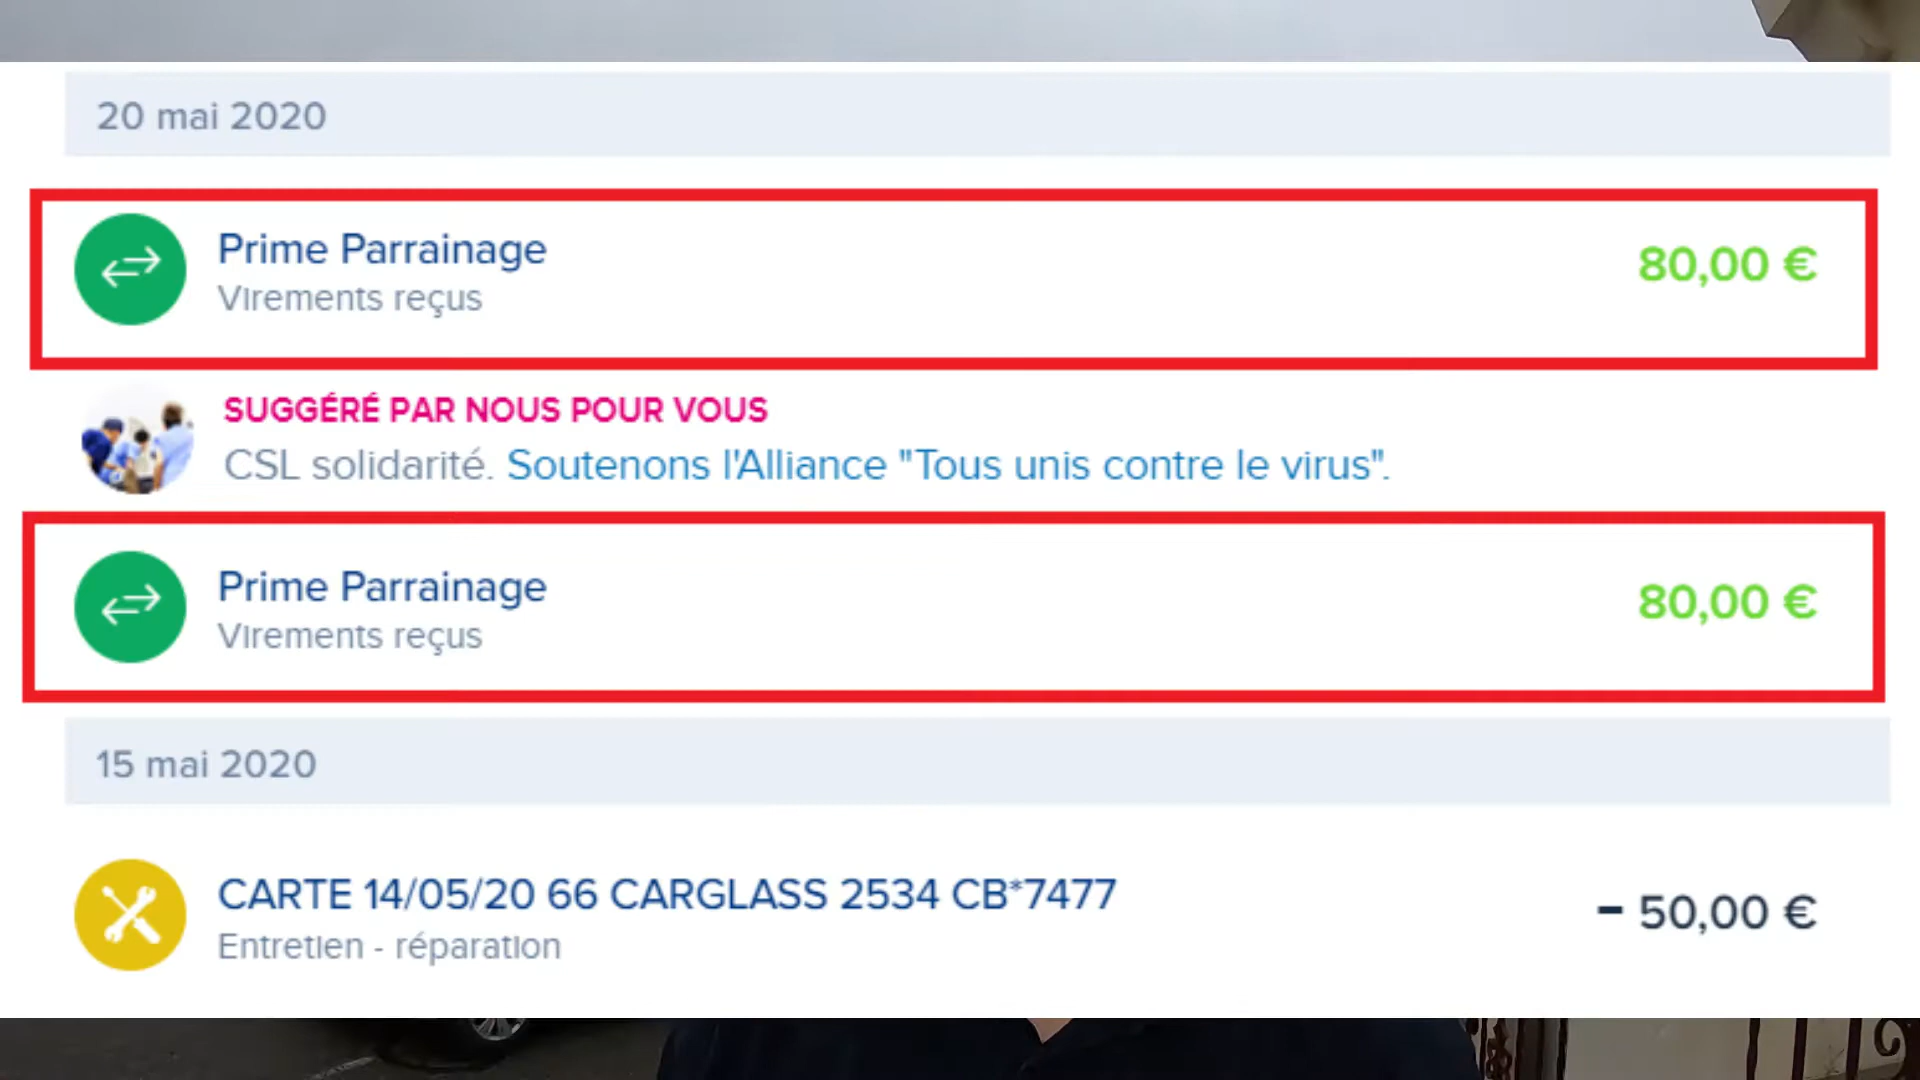 20 mai 2020
Prime Parrainage
80,00 €
Virements reçus
SUGGÉRÉ PAR NOUS POUR VOUS
CSL solidarité. Soutenons l'Alliance "Tous unis contre le virus".
Prime Parrainage
80,00 €
Virements reçus
15 mai 2020
CARTE 14/05/20 66 CARGLASS 2534 CB*7477
- 50,00 €
Entretien - réparation